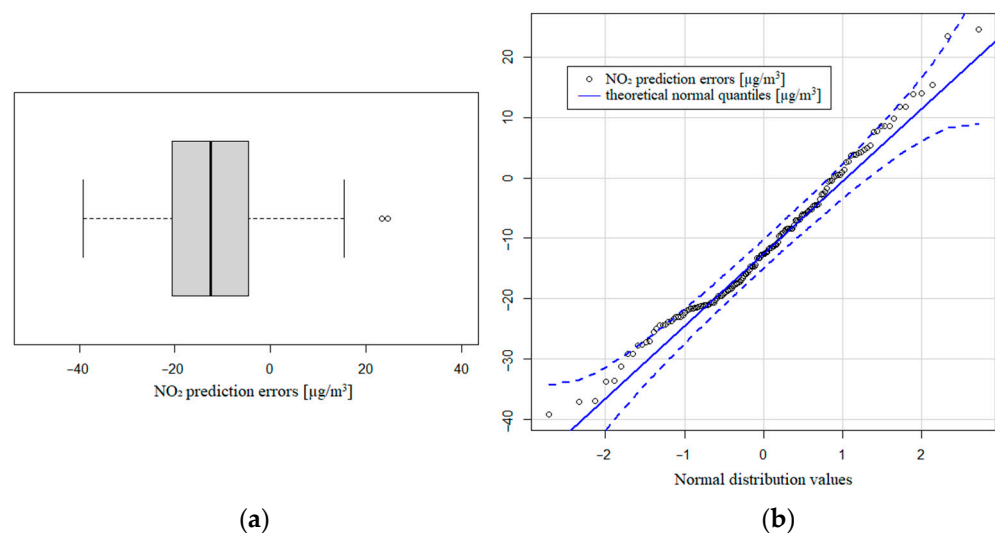 −40
−20
0
20
40
NO₂ prediction errors [µg/m³]
(a)
20
10
0
−10
−20
−30
−40
NO₂ prediction errors [µg/m³]
theoretical normal quantiles [µg/m³]
−2
−1
0
1
2
Normal distribution values
(b)